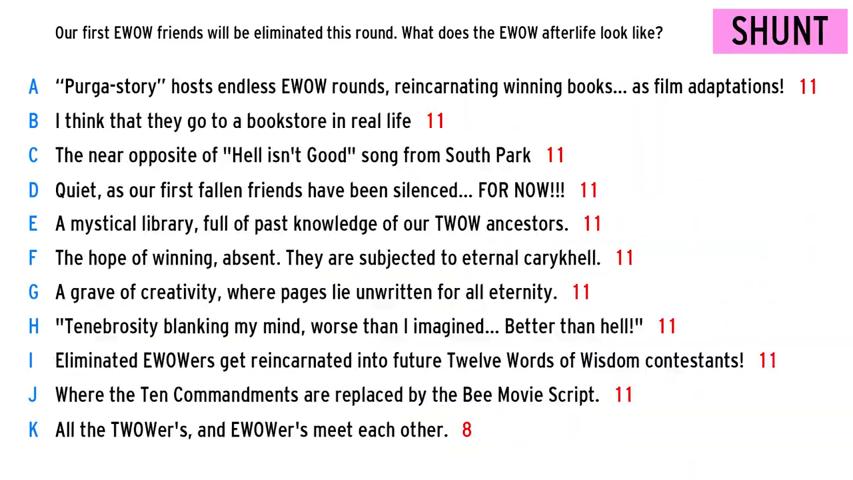 Our first EWOW friends will be eliminated this round. What does the EWOW afterlife look like?
SHUNT
A “Purga-story” hosts endless EWOW rounds, reincarnating winning books... as film adaptations! 11
B I think that they go to a bookstore in real life 11
C The near opposite of "Hell isn't Good" song from South Park 11
D Quiet, as our first fallen friends have been silenced... FOR NOW!!! 11
E A mystical library, full of past knowledge of our TWOW ancestors. 11
F The hope of winning, absent. They are subjected to eternal carykhell. 11
G A grave of creativity, where pages lie unwritten for all eternity. 11
H "Tenebrosity blanking my mind, worse than I imagined... Better than hell!" 11
I Eliminated EWOWers get reincarnated into future Twelve Words of Wisdom contestants! 11
J Where the Ten Commandments are replaced by the Bee Movie Script. 11
K All the TWOWer's, and EWOWer's meet each other. 8